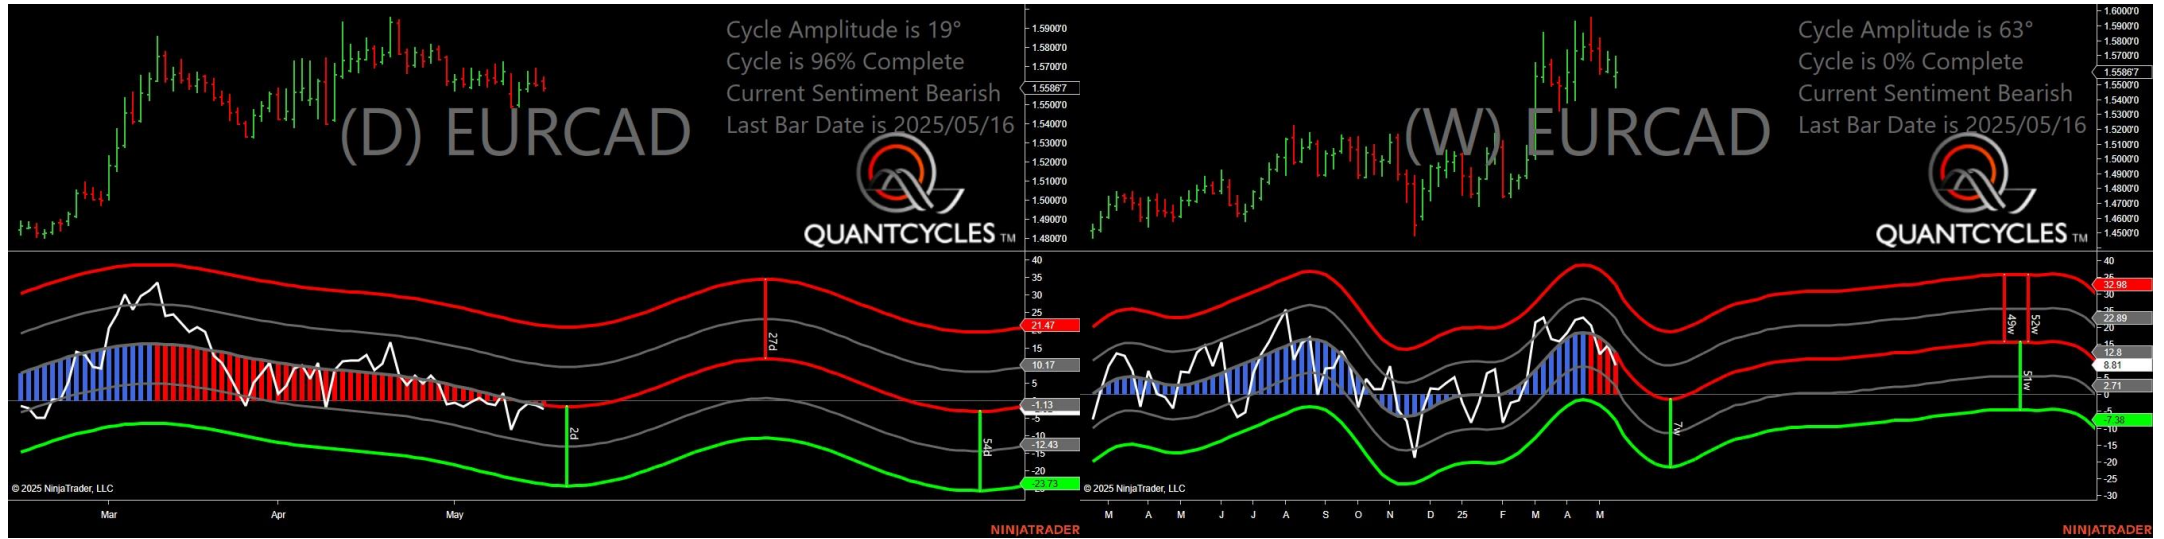 Cycle Amplitude is 19°
Cycle is 96% Complete
Current Sentiment Bearish
Last Bar Date is 2025/05/16
(D) EURCAD
QUANTCYCLES TM
1.5900'0
1.5800'0
1.5700'0
1.5586'7
1.5500'0
1.5400'0
1.5300'0
1.5200'0
1.5100'0
1.5000'0
1.4900'0
1.4800'0
40
35
30
25
21.47
15
10.17
5
-1.13
-5
-10
-12.43
-15
-20
-23.73
27d
2d
54d
© 2025 NinjaTrader, LLC
Mar Apr May
NINJATRADER
Cycle Amplitude is 63°
Cycle is 0% Complete
Current Sentiment Bearish
Last Bar Date is 2025/05/16
(W) EURCAD
QUANTCYCLES TM
1.6000'0
1.5900'0
1.5800'0
1.5700'0
1.5586'7
1.5500'0
1.5400'0
1.5300'0
1.5200'0
1.5100'0
1.5000'0
1.4900'0
1.4800'0
1.4700'0
1.4600'0
1.4500'0
40
35
32.98
30
22.89
20
15
12.8
8.81
5
2.71
0
-5
-7.38
-10
-15
-20
-25
-30
49w
52w
51w
7w
© 2025 NinjaTrader, LLC
M A M J J A S O N D 25 F M A M
NINJATRADER